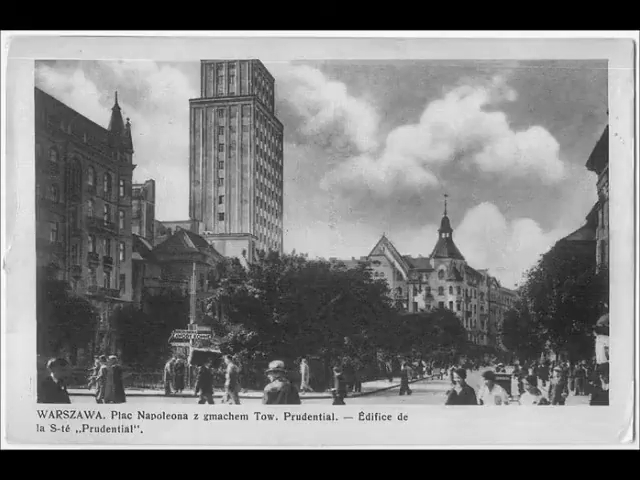 WARSZAWA. Plac Napoleona z gmachem Tow. Prudential. — Édifice de
la S-té „Prudential".